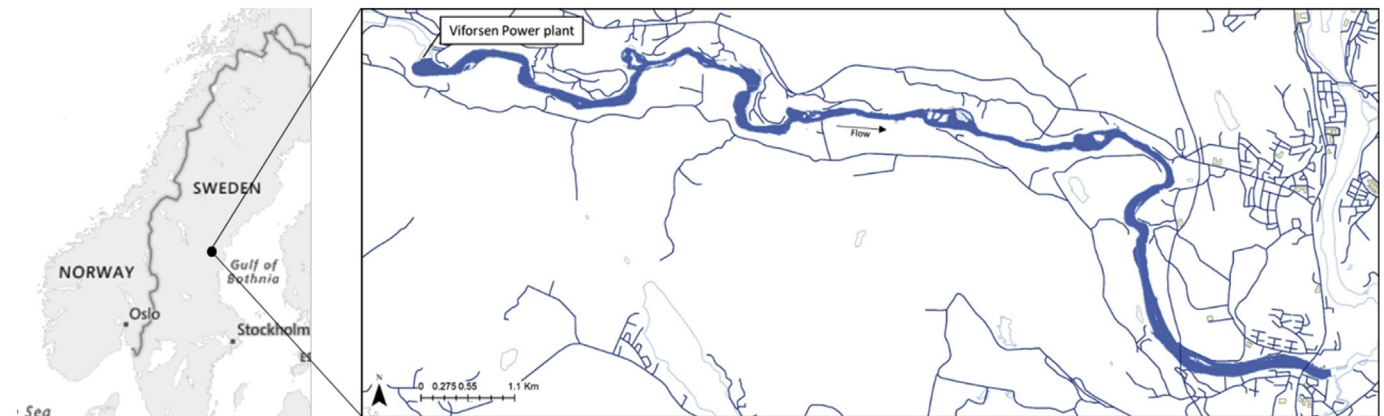 Viforsen Power plant
Flow
SWEDEN
NORWAY
Gulf of
Bothnia
Oslo
Stockholm
Sea
N
0 0.275 0.55 1.1 Km